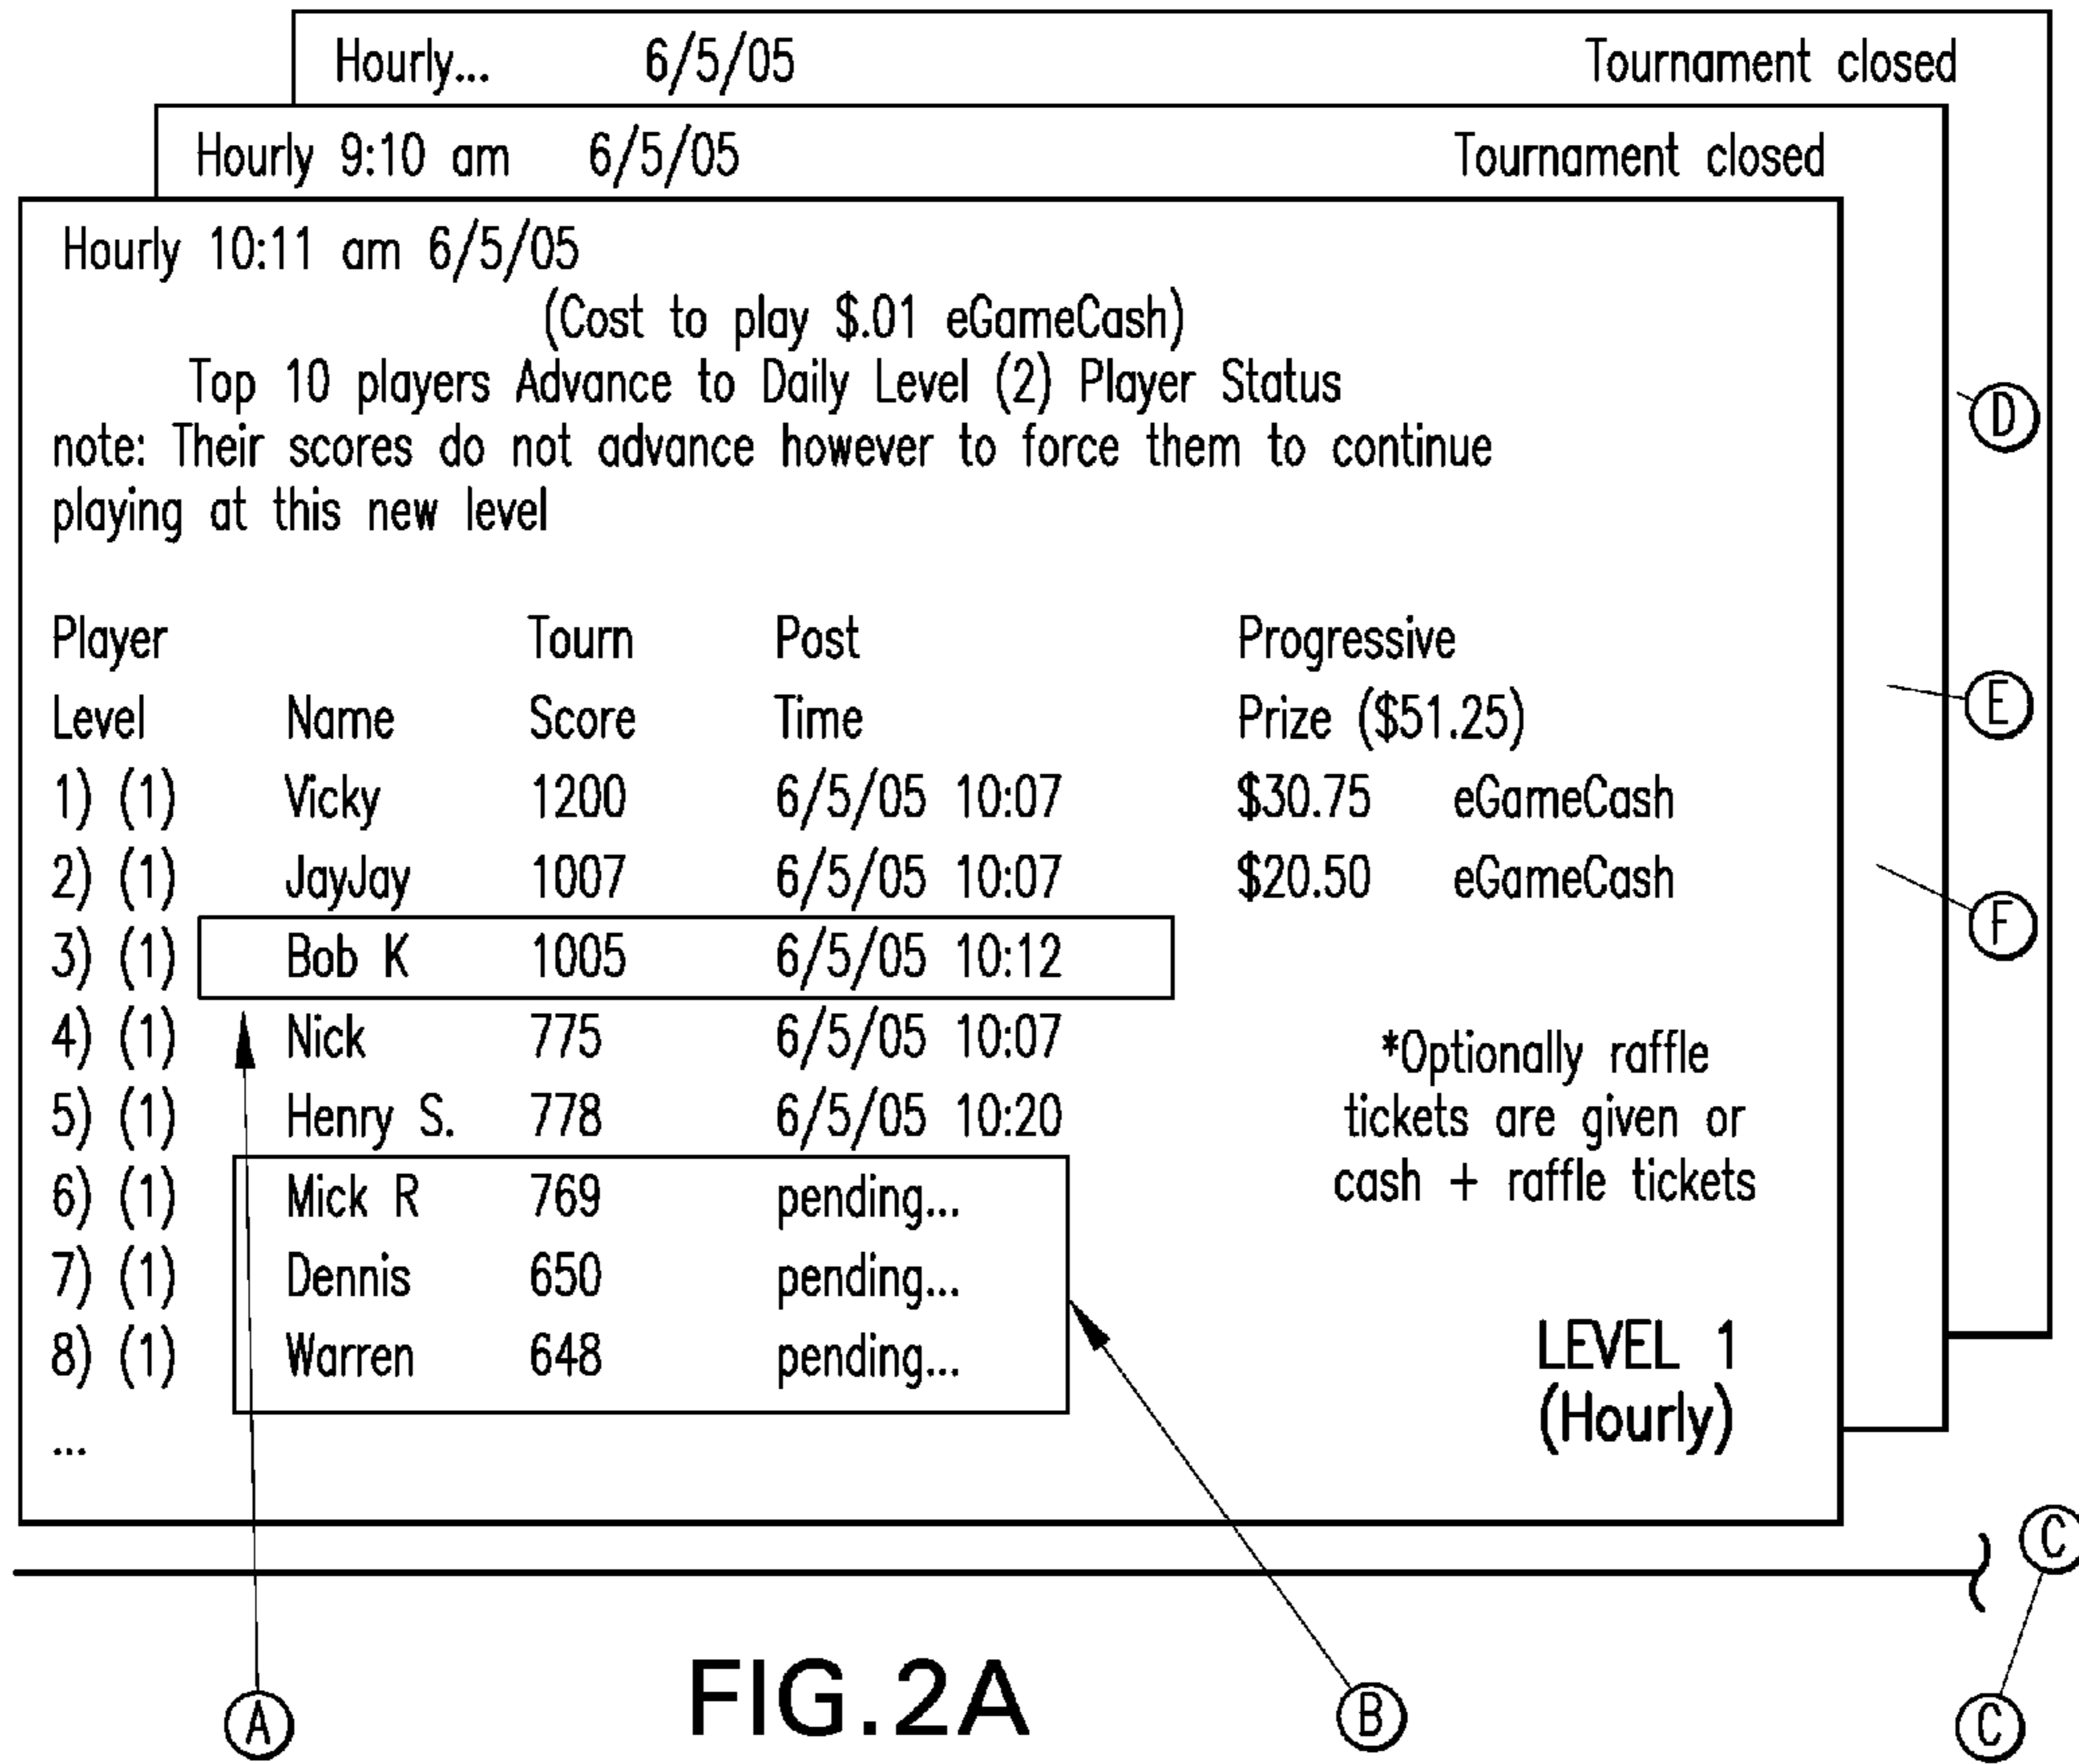 Hourly... 6/5/05 Tournament closed
Hourly 9:10 am 6/5/05 Tournament closed
Hourly 10:11 am 6/5/05
(Cost to play $.01 eGameCash)
Top 10 players Advance to Daily Level (2) Player Status
note: Their scores do not advance however to force them to continue
playing at this new level
Player Tourn Post Progressive
Level Name Score Time Prize ($51.25)
1) (1) Vicky 1200 6/5/05 10:07 $30.75 eGameCash
2) (1) JayJay 1007 6/5/05 10:07 $20.50 eGameCash
3) (1) Bob K 1005 6/5/05 10:12
4) (1) Nick 775 6/5/05 10:07
5) (1) Henry S. 778 6/5/05 10:20
6) (1) Mick R 769 pending...
7) (1) Dennis 650 pending...
8) (1) Warren 648 pending...
...
*Optionally raffle
tickets are given or
cash + raffle tickets
LEVEL 1
(Hourly)
D
E
F
C
A
B
C
FIG.2A